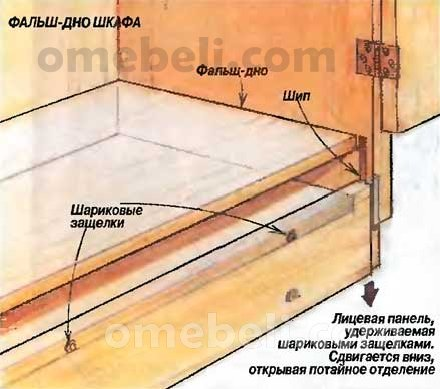 ФАЛЬШ-ДНО ШКАФА
omebeli.com
Фальш-дно
Шип
Шариковые
защелки
Лицевая панель,
удерживаемая
шариковыми защелками.
Сдвигается вниз,
открывая потайное отделение
omebeli.com